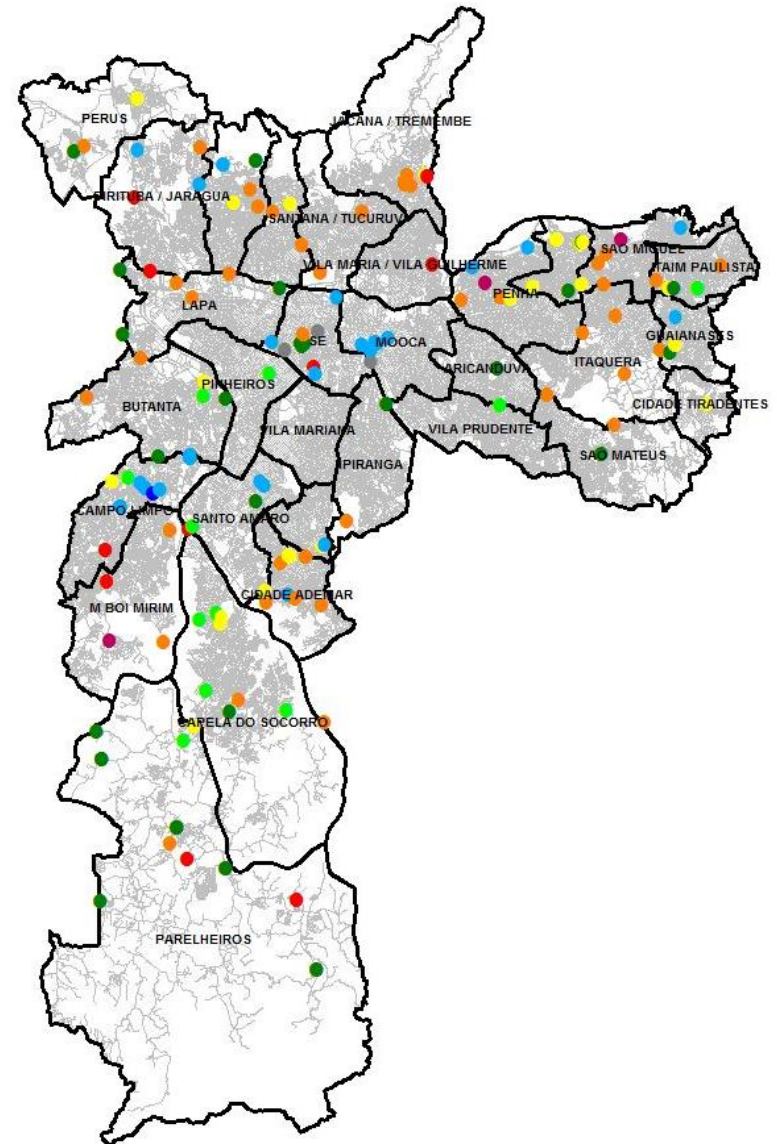 PERUS
JACANA / TREMEMBE
PIRITUBA / JARAGUA
SANTANA / TUCURUV
SAO MIGUEL
VILA MARIA / VILA GUILHERME
ITAIM PAULISTA
PENHA
LAPA
GUAIANASES
SE
MOOCA
ARICANDUVA
ITAQUERA
PINHEIROS
BUTANTA
CIDADE TIRADENTES
VILA MARIANA
VILA PRUDENTE
SAO MATEUS
IPIRANGA
CAMPO LIMPO
SANTO AMARO
CIDADE ADEMAR
M BOI MIRIM
CAPELA DO SOCORRO
PARELHEIROS